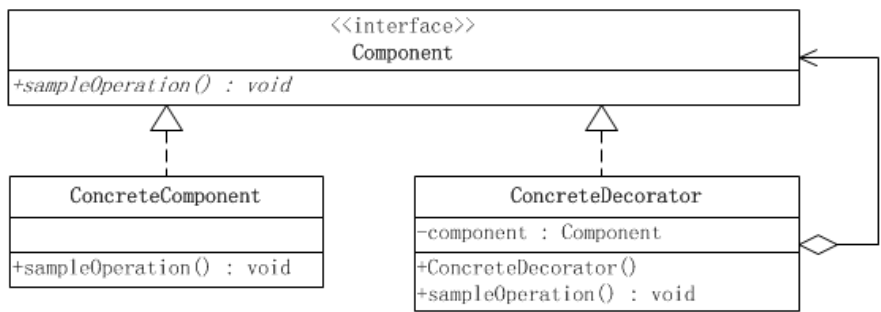 <<interface>>
Component
+sampleOperation() : void
ConcreteComponent
+sampleOperation() : void
ConcreteDecorator
-component : Component
+ConcreteDecorator()
+sampleOperation() : void